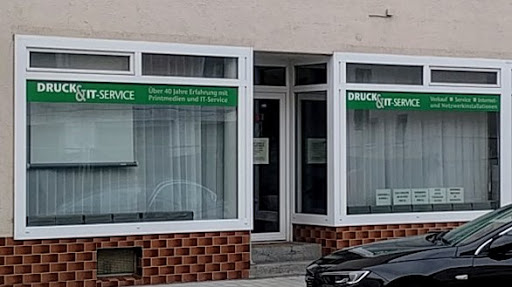 DRUCK&IT-SERVICE
Über 40 Jahre Erfahrung mit
Printmedien und IT-Service
DRUCK&IT-SERVICE
Verkauf ■ Service ■ Internet-
und Netzwerkinstallationen